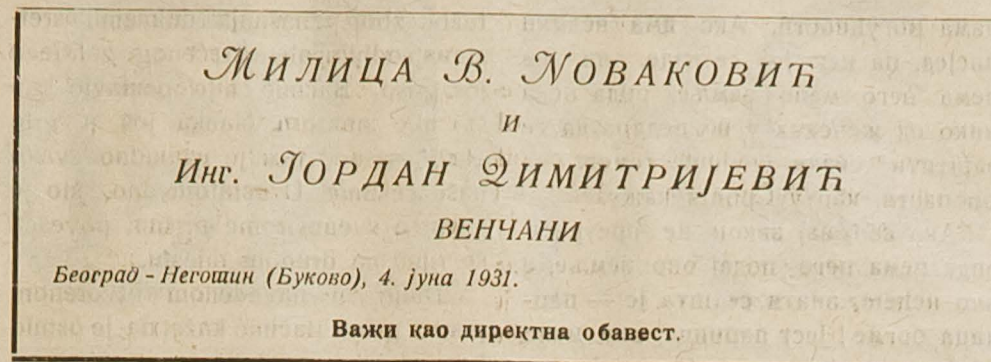 Милица В. Новаковић
и
Инг. Јордан Димитријевић
ВЕНЧАНИ
Београд - Неготин (Буково), 4. јуна 1931.
Важи као директна обавест.